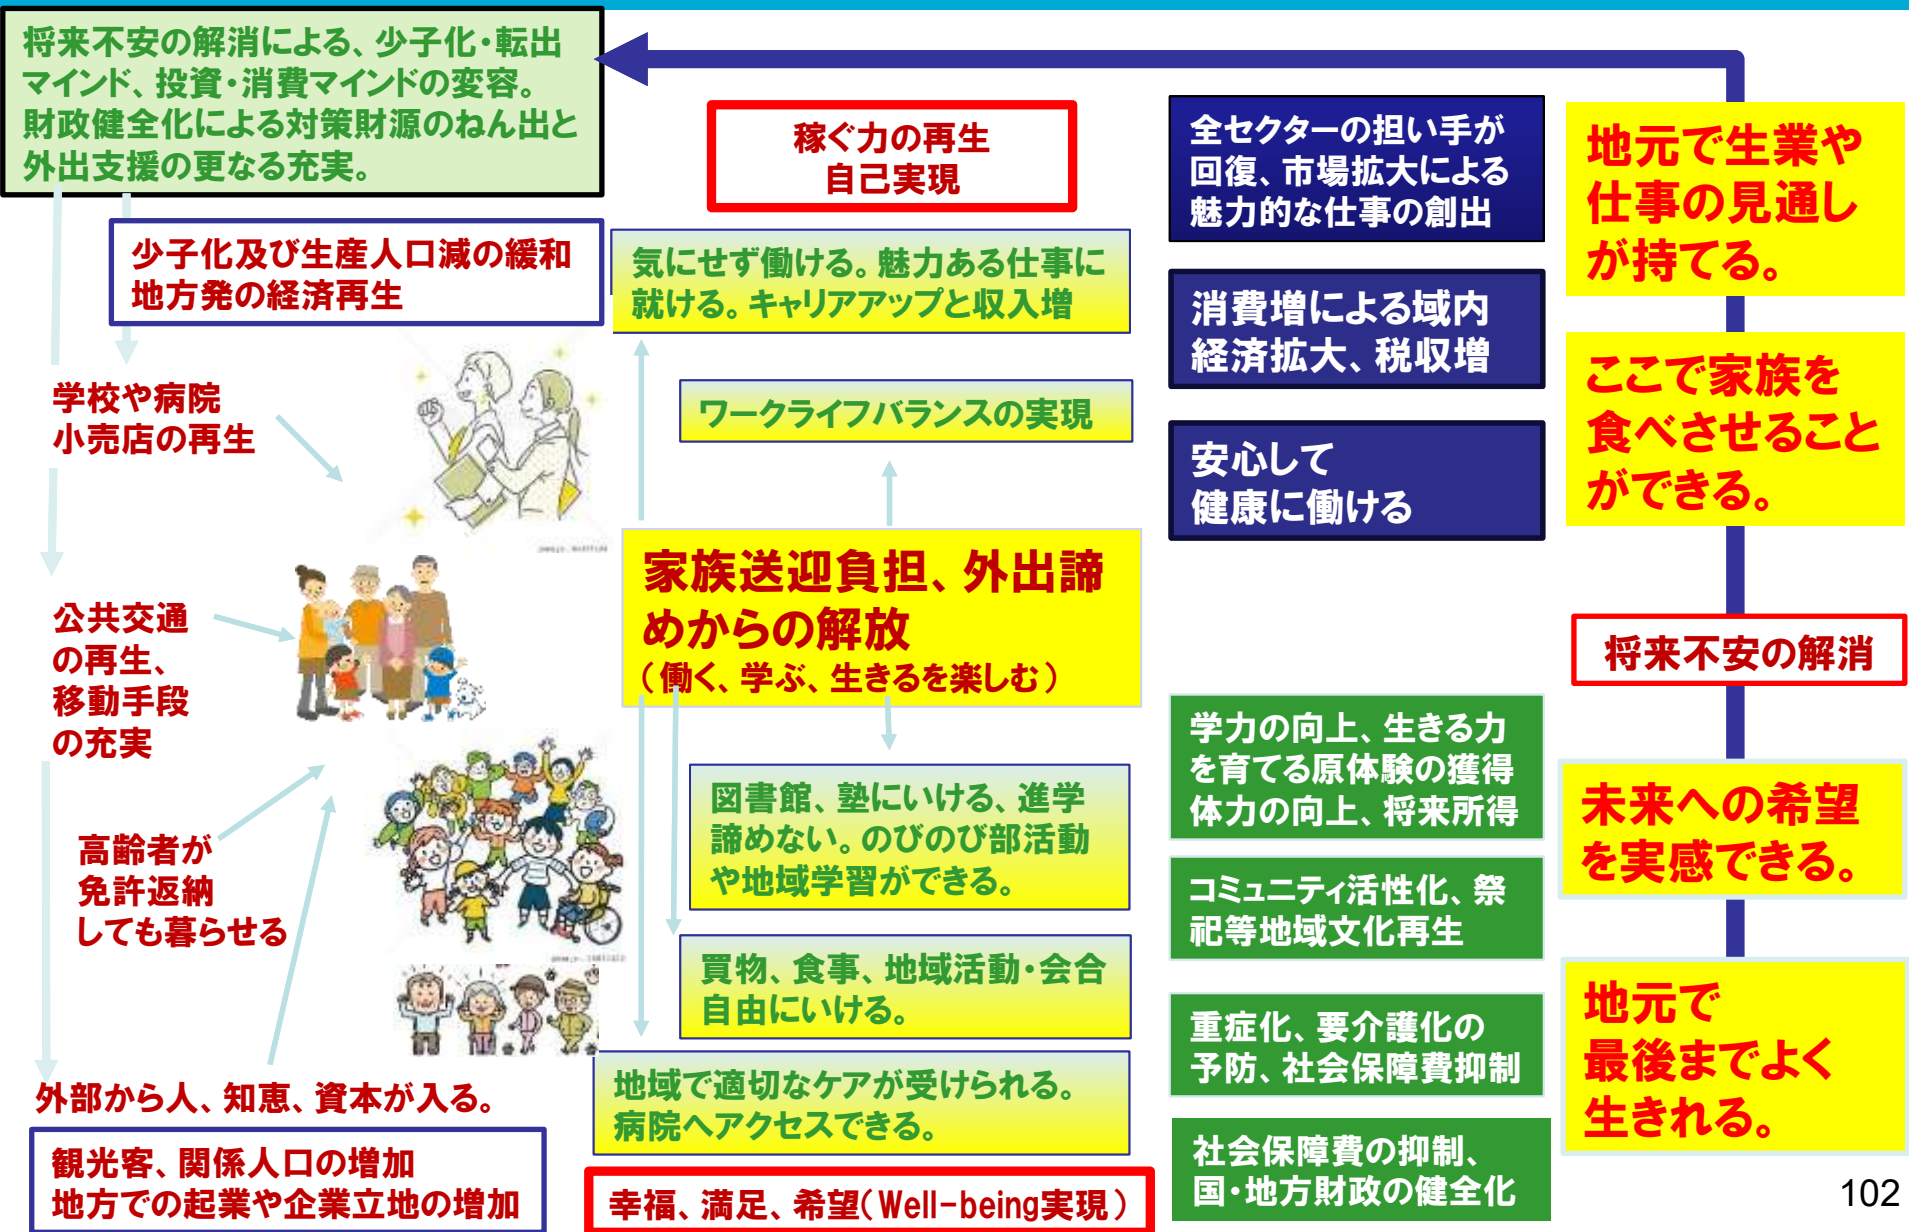 将来不安の解消による、少子化・転出
マインド、投資・消費マインドの変容。
財政健全化による対策財源のねん出と
外出支援の更なる充実。
少子化及び生産人口減の緩和
地方発の経済再生
学校や病院
小売店の再生
公共交通
の再生、
移動手段
の充実
高齢者が
免許返納
しても暮らせる
外部から人、知恵、資本が入る。
観光客、関係人口の増加
地方での起業や企業立地の増加
稼ぐ力の再生
自己実現
気にせず働ける。魅力ある仕事に
就ける。キャリアアップと収入増
ワークライフバランスの実現
家族送迎負担、外出諦
めからの解放
(働く、学ぶ、生きるを楽しむ)
図書館、塾にいける、進学
諦めない。のびのび部活動
や地域学習ができる。
買物、食事、地域活動・会合
自由にいける。
地域で適切なケアが受けられる。
病院へアクセスできる。
幸福、満足、希望(Well-being実現)
全セクターの担い手が
回復、市場拡大による
魅力的な仕事の創出
消費増による域内
経済拡大、税収増
安心して
健康に働ける
学力の向上、生きる力
を育てる原体験の獲得
体力の向上、将来所得
コミュニティ活性化、祭
祀等地域文化再生
重症化、要介護化の
予防、社会保障費抑制
社会保障費の抑制、
国・地方財政の健全化
地元で生業や
仕事の見通し
が持てる。
ここで家族を
食べさせること
ができる。
将来不安の解消
未来への希望
を実感できる。
地元で
最後までよく
生きれる。
102